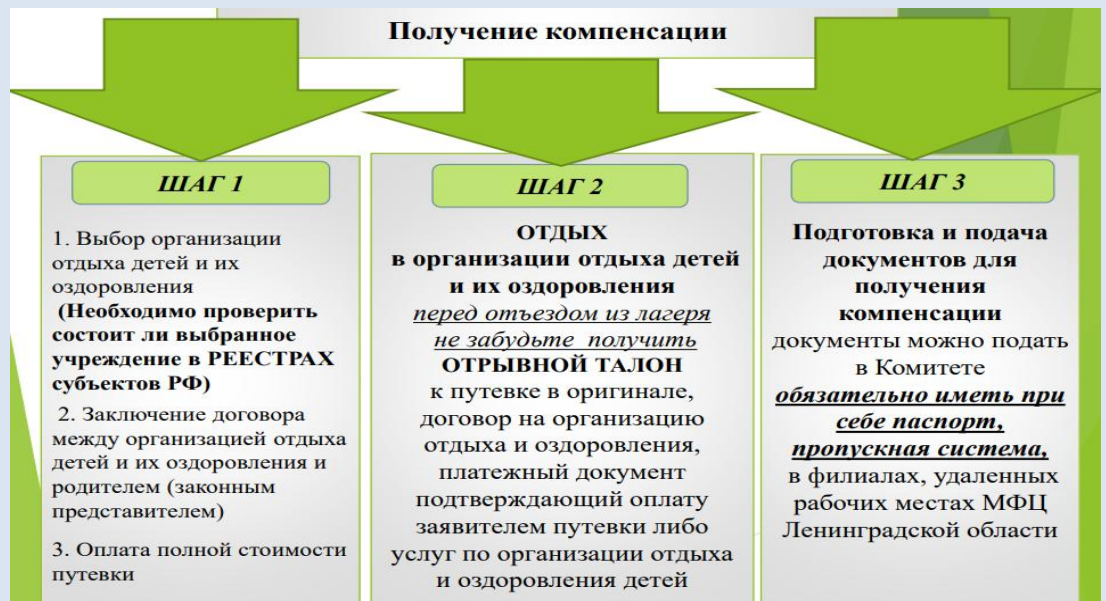 Получение компенсации
ШАГ 1
1. Выбор организации
отдыха детей и их
оздоровления
(Необходимо проверить
состоит ли выбранное
учреждение в РЕЕСТРАХ
субъектов РФ)
2. Заключение договора
между организацией отдыха
детей и их оздоровления и
родителем (законным
представителем)
3. Оплата полной стоимости
путевки
ШАГ 2
ОТДЫХ
в организации отдыха детей
и их оздоровления
перед отъездом из лагеря
не забудьте получить
ОТРЫВНОЙ ТАЛОН
к путевке в оригинале,
договор на организацию
отдыха и оздоровления,
платежный документ
подтверждающий оплату
заявителем путевки либо
услуг по организации отдыха
и оздоровления детей
ШАГ 3
Подготовка и подача
документов для
получения
компенсации
документы можно подать
в Комитете
обязательно иметь при
себе паспорт,
пропускная система,
в филиалах, удаленных
рабочих местах МФЦ
Ленинградской области